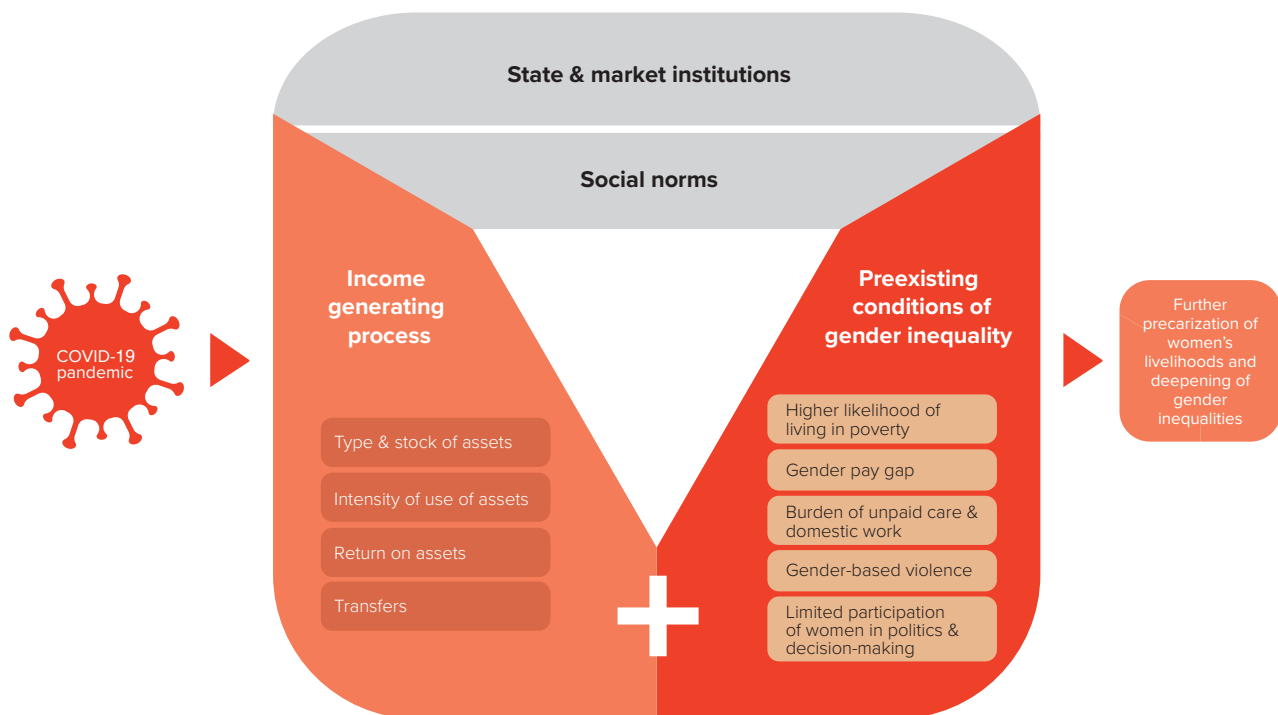 State & market institutions
Social norms
COVID-19
pandemic
Income
generating
process
Type & stock of assets
Intensity of use of assets
Return on assets
Transfers
Preexisting
conditions of
gender inequality
Higher likelihood of
living in poverty
Gender pay gap
Burden of unpaid care &
domestic work
Gender-based violence
Limited participation
of women in politics &
decision-making
Further
precarization of
women’s
livelihoods and
deepening of
gender
inequalities